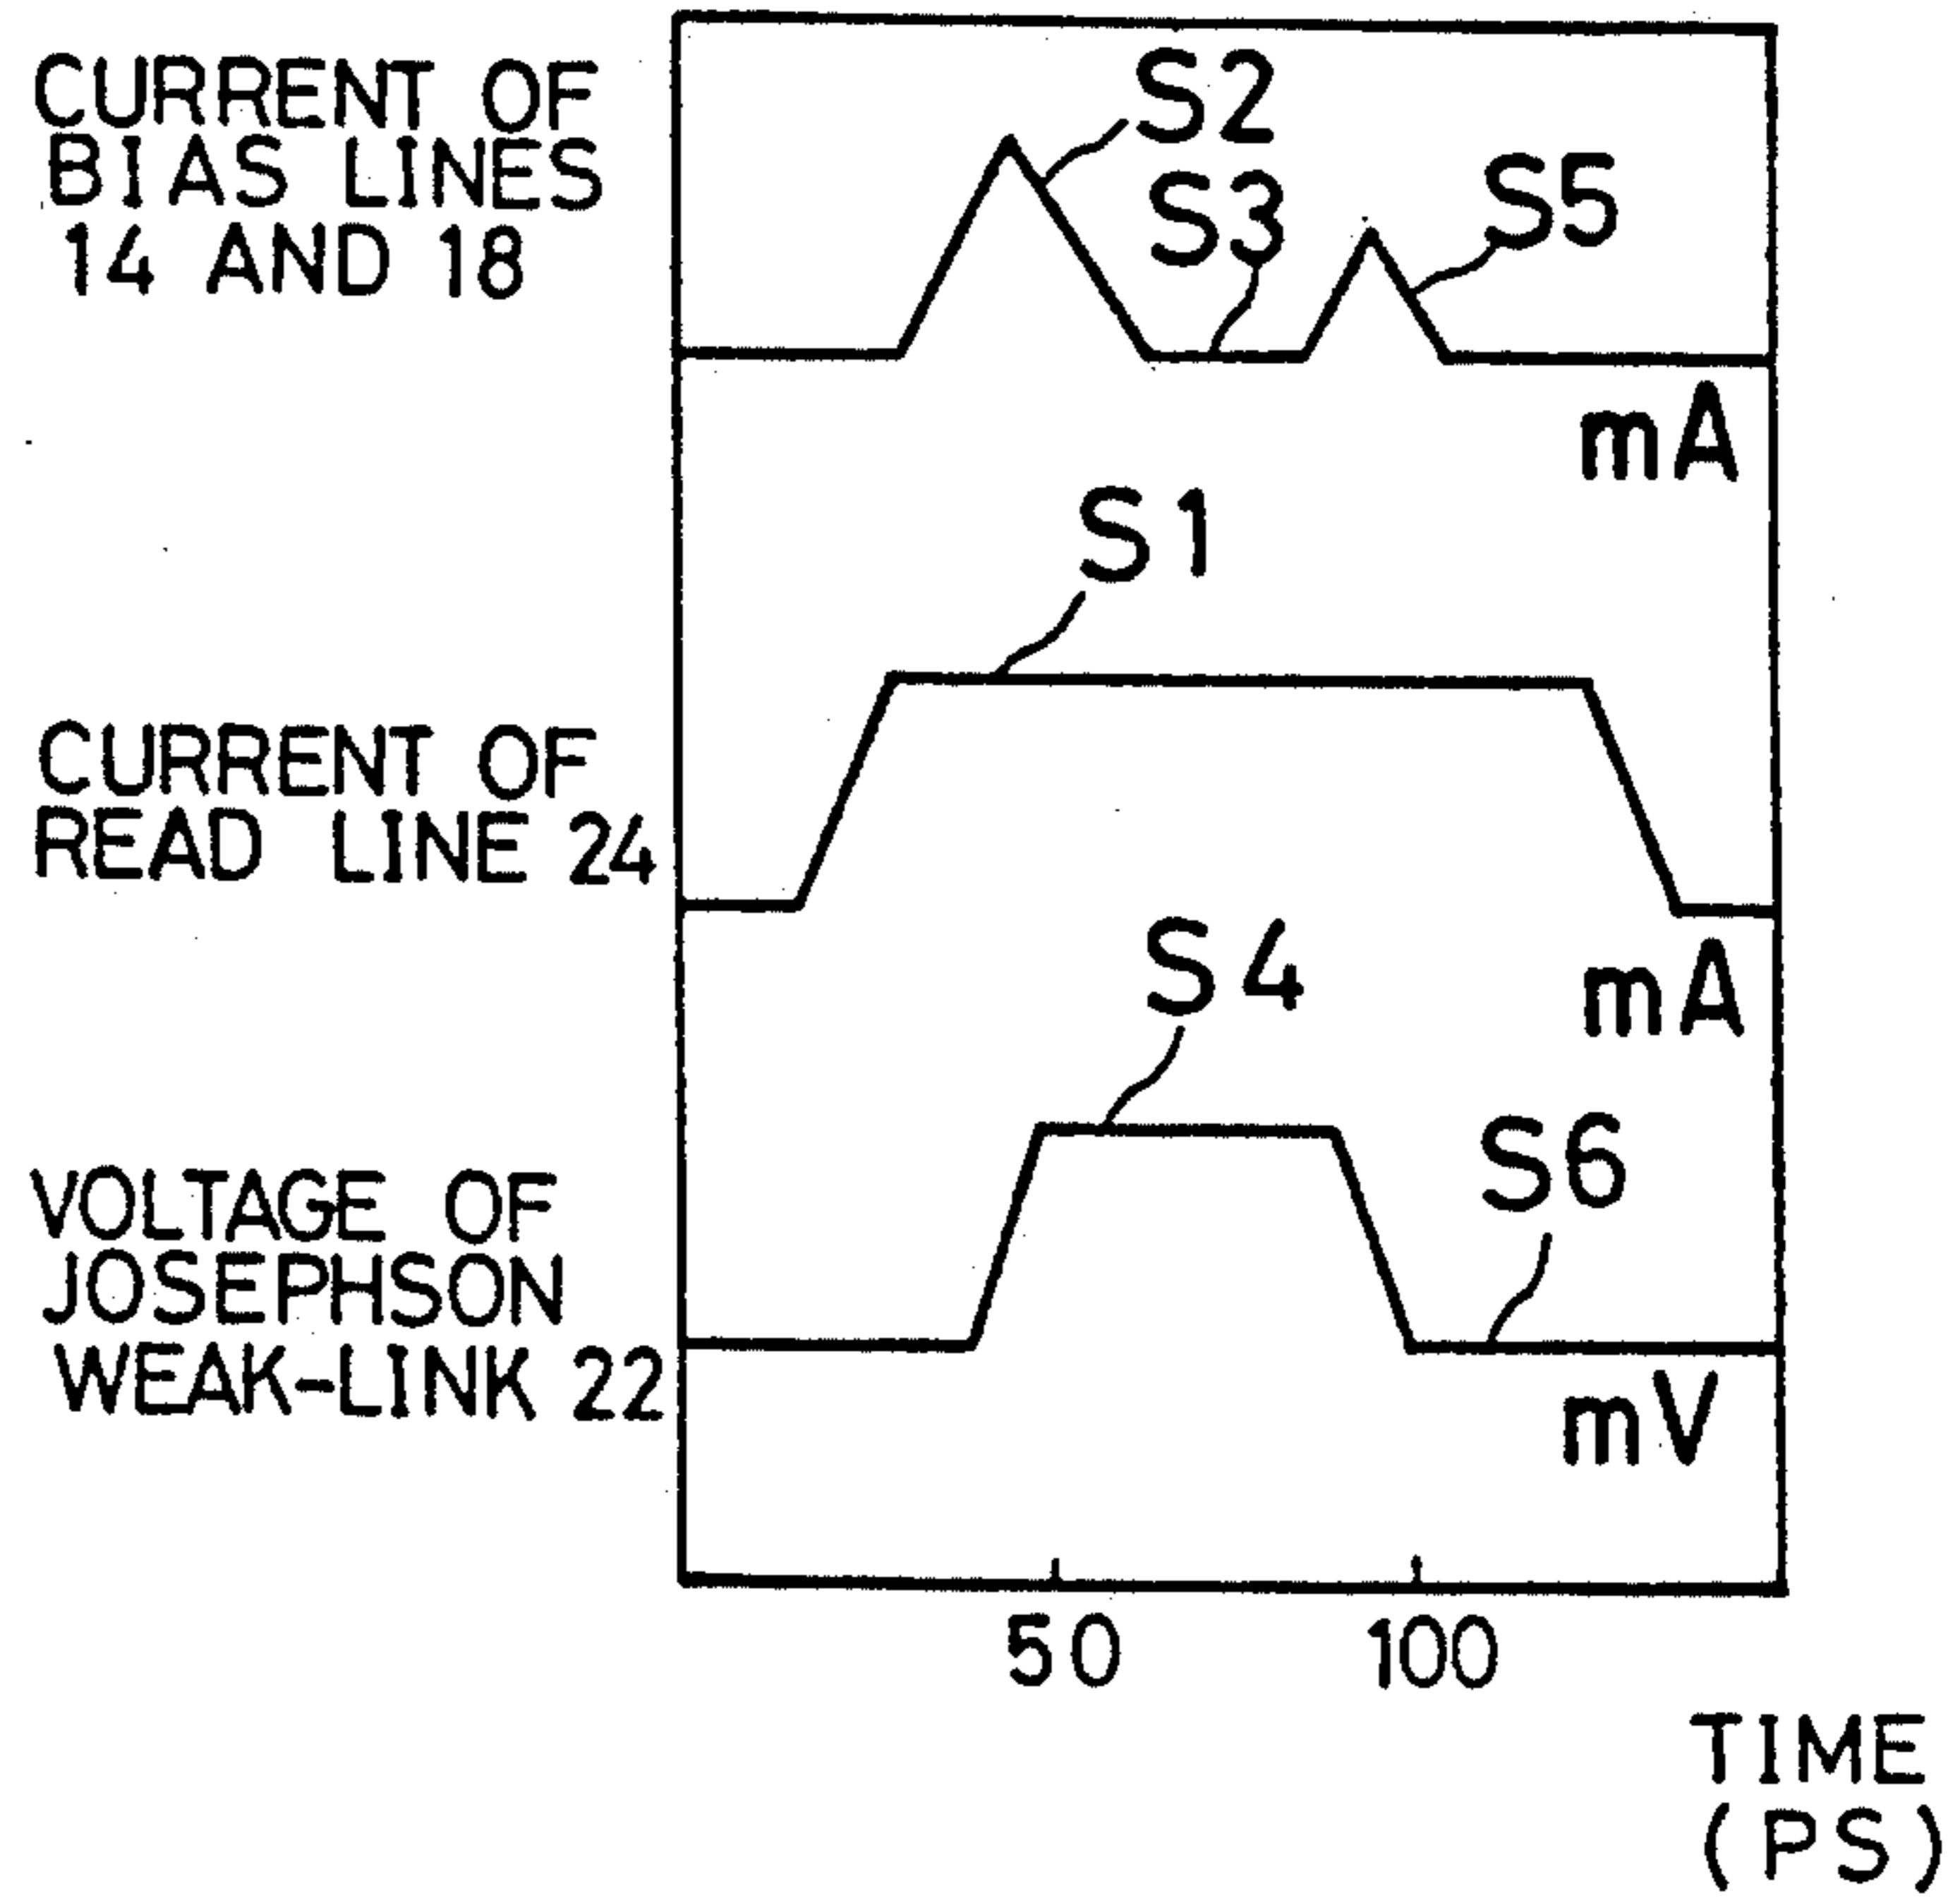 CURRENT OF
BIAS LINES
14 AND 18
S2
S3
S5
mA
S1
CURRENT OF
READ LINE 24
mA
S4
VOLTAGE OF
JOSEPHSON
WEAK-LINK 22
S6
mV
50
100
TIME
(PS)